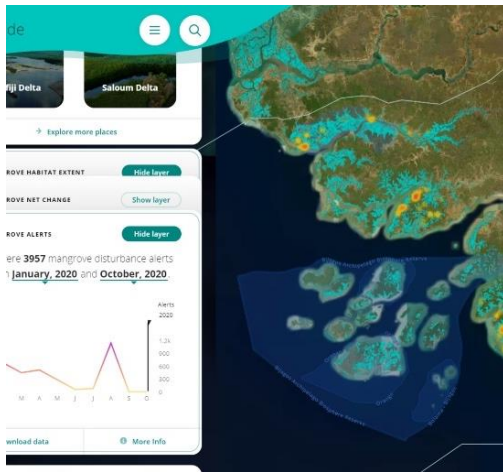 de
fiji Delta
Saloum Delta
→ Explore more places
ROVE HABITAT EXTENT
Hide layer
ROVE NET CHANGE
Show layer
ROVE ALERTS
Hide layer
ere 3957 mangrove disturbance alerts
n January, 2020 and October, 2020.
Alerts
2020
1.2k
900
600
300
0
M A M J J A S O
wnload data
More Info